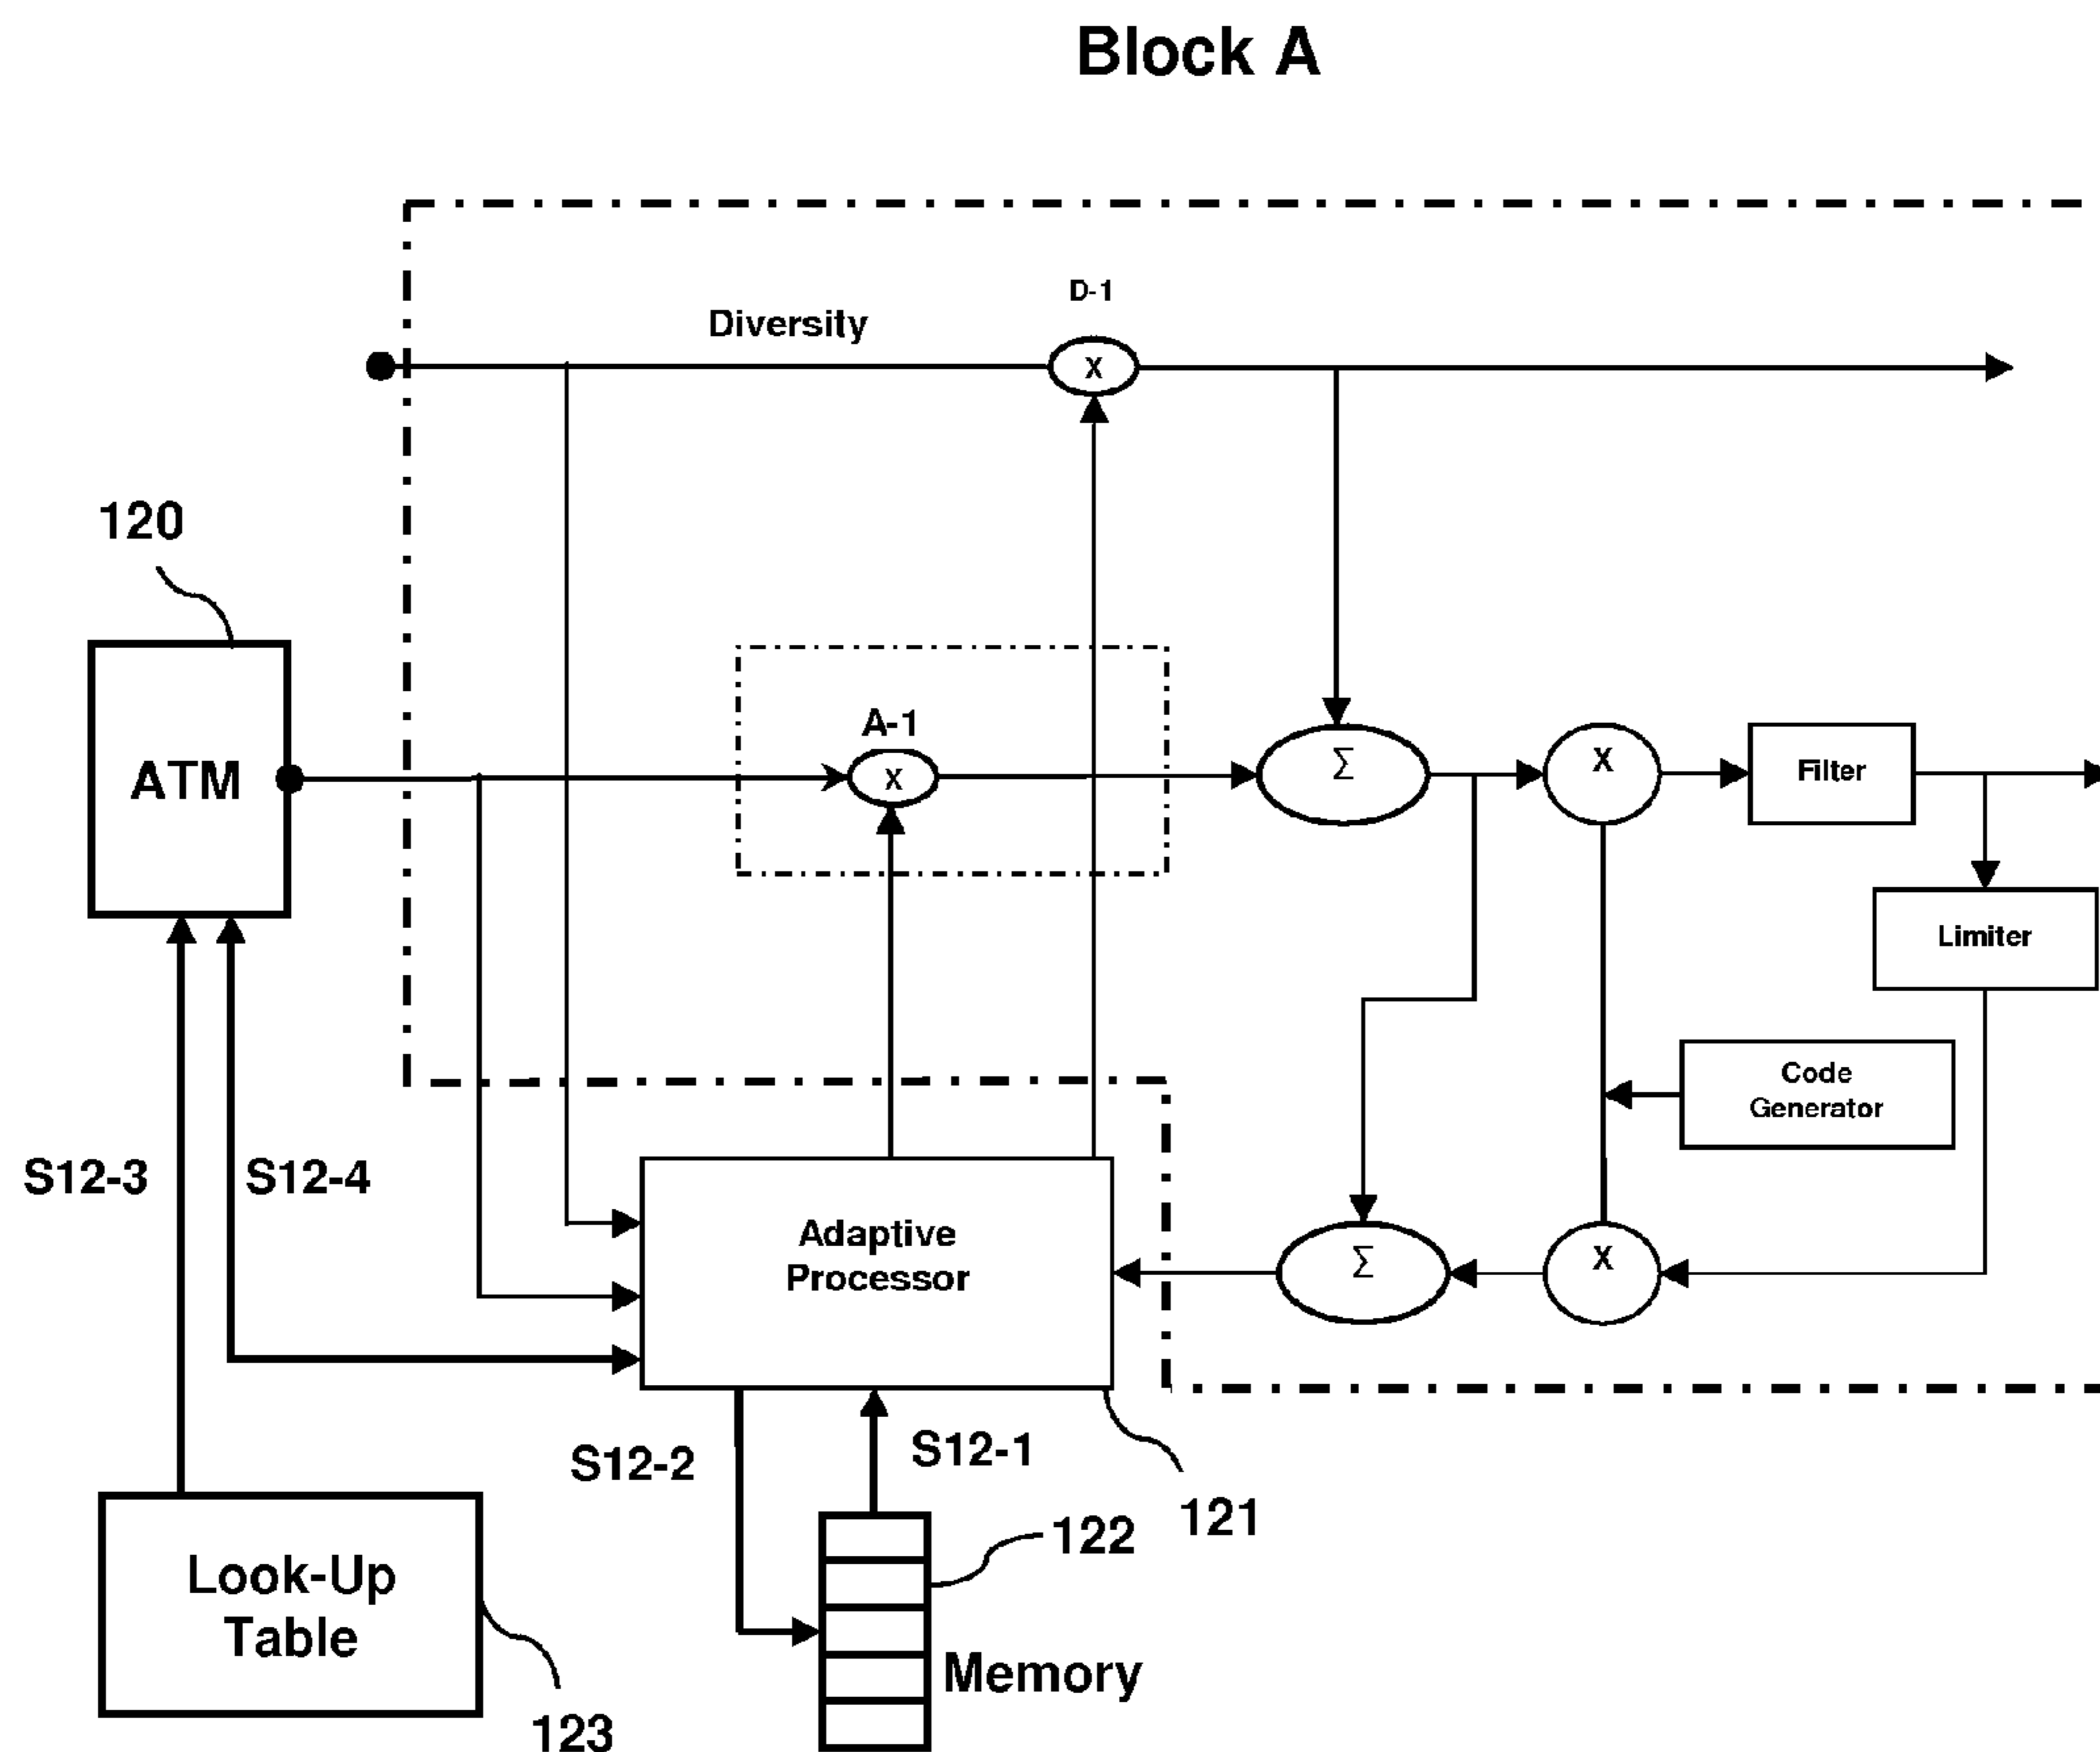 Block A
D-1
Diversity
X
120
A-1
ATM
X
Σ
X
Filter
Limiter
Code
Generator
S12-3
S12-4
Adaptive
Processor
Σ
X
S12-2
S12-1
121
122
Look-Up
Table
Memory
123